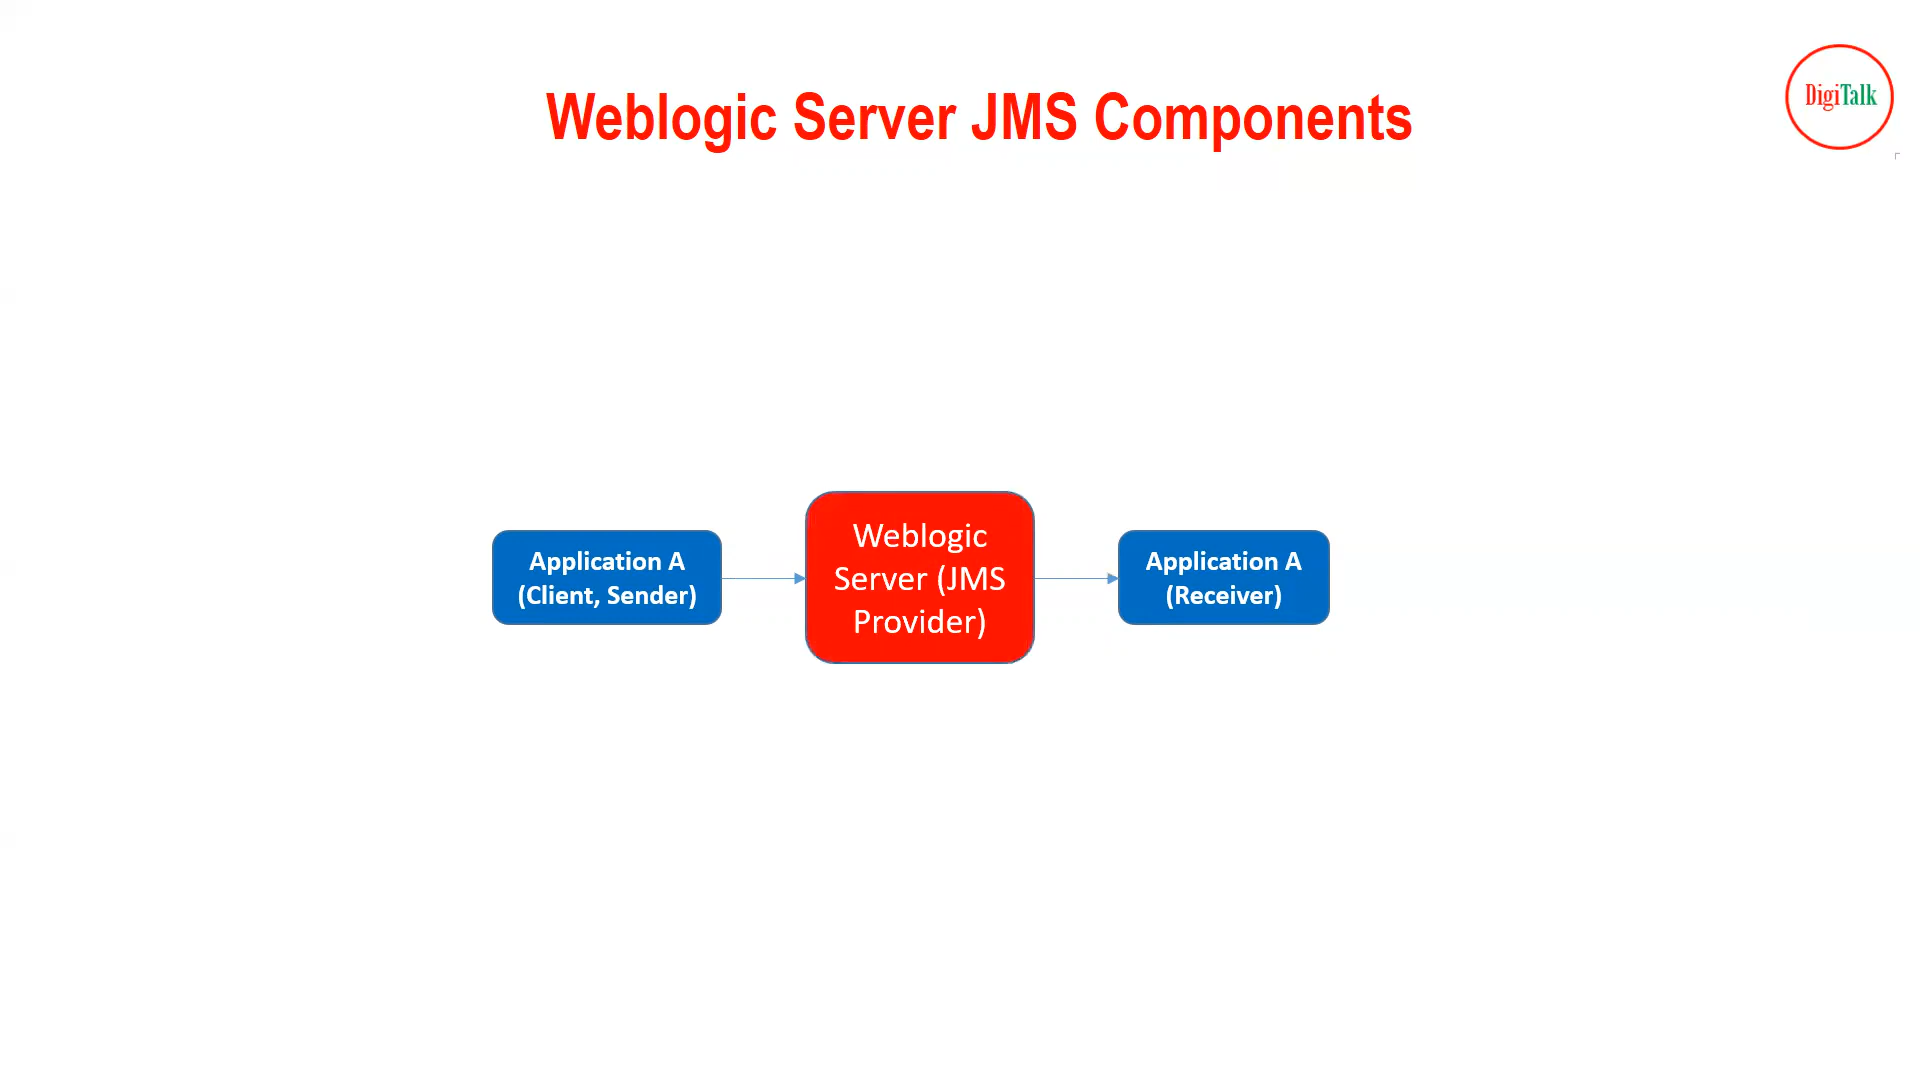 Weblogic Server JMS Components
DigiTalk
Application A
(Client, Sender)
Weblogic
Server (JMS
Provider)
Application A
(Receiver)